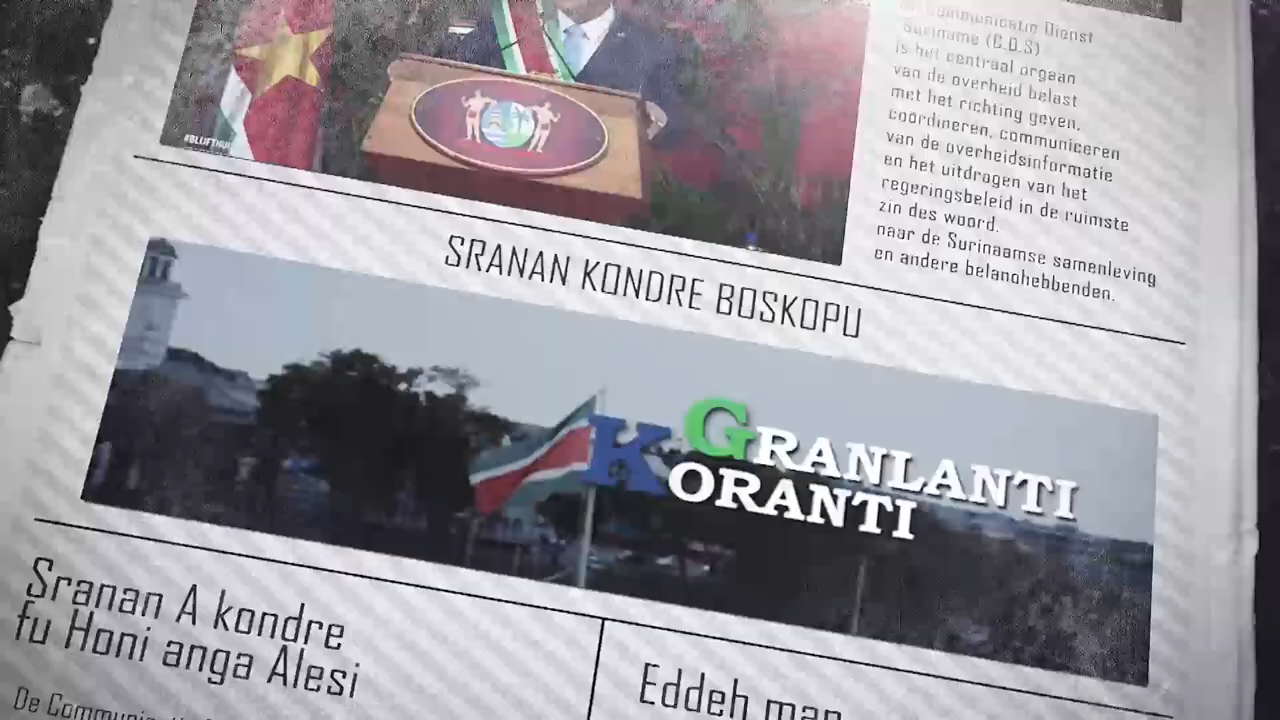 Communicatie Dienst
Suriname (C.D.S)
is het centraal orgaan
van de overheid belast
met het richting geven,
coördineren, communiceren
van de overheidsinformatie
en het uitdragen van het
regeringsbeleid in de ruimste
zin des woord.
naar de Surinaamse samenleving
en andere belanghebbenden.
SRANAN KONDRE BOSKOPU
GRANLANTI
KORANTI
Sranan A kondre
fu Honi anga Alesi
De
Eddeh man